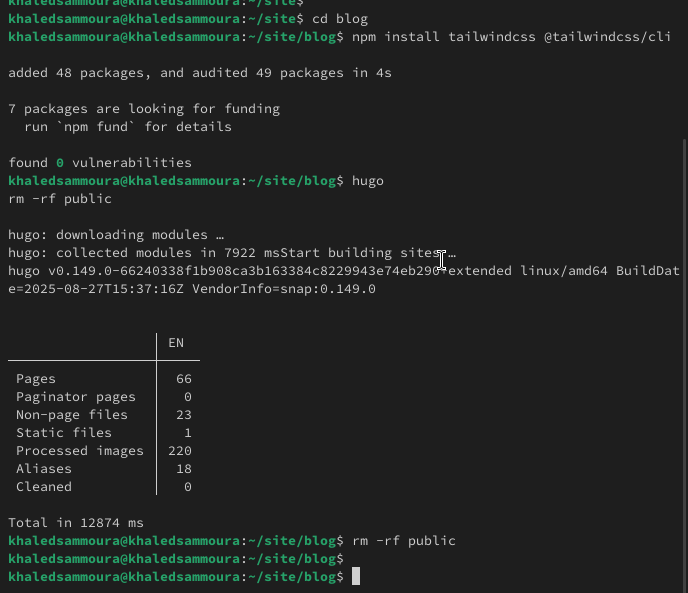 khaledsammoura@khaledsammoura:~/site$
khaledsammoura@khaledsammoura:~/site$ cd blog
khaledsammoura@khaledsammoura:~/site/blog$ npm install tailwindcss @tailwindcss/cli
added 48 packages, and audited 49 packages in 4s
7 packages are looking for funding
run `npm fund` for details
found 0 vulnerabilities
khaledsammoura@khaledsammoura:~/site/blog$ hugo
rm -rf public
hugo: downloading modules …
hugo: collected modules in 7922 msStart building sites …
hugo v0.149.0-66240338f1b908ca3b163384c8229943e74eb290+extended linux/amd64 BuildDat
e=2025-08-27T15:37:16Z VendorInfo=snap:0.149.0
EN
Pages 66
Paginator pages 0
Non-page files 23
Static files 1
Processed images 220
Aliases 18
Cleaned 0
Total in 12874 ms
khaledsammoura@khaledsammoura:~/site/blog$ rm -rf public
khaledsammoura@khaledsammoura:~/site/blog$
khaledsammoura@khaledsammoura:~/site/blog$